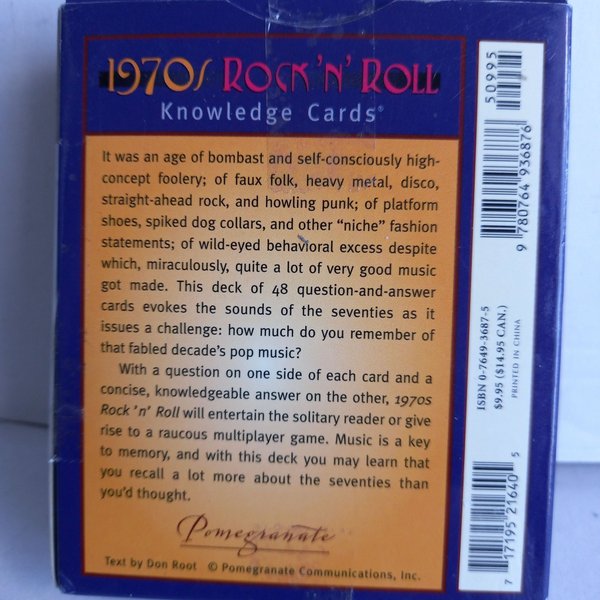 1970s Rock 'n' Roll
Knowledge Cards®
It was an age of bombast and self-consciously high-
concept foolery; of faux folk, heavy metal, disco,
straight-ahead rock, and howling punk; of platform
shoes, spiked dog collars, and other “niche” fashion
statements; of wild-eyed behavioral excess despite
which, miraculously, quite a lot of very good music
got made. This deck of 48 question-and-answer
cards evokes the sounds of the seventies as it
issues a challenge: how much do you remember of
that fabled decade's pop music?
With a question on one side of each card and a
concise, knowledgeable answer on the other, 1970s
Rock 'n' Roll will entertain the solitary reader or give
rise to a raucous multiplayer game. Music is a key
to memory, and with this deck you may learn that
you recall a lot more about the seventies than
you'd thought.
Pomegranate
Text by Don Root © Pomegranate Communications, Inc.
50995
9 780764 936876
ISBN 0-7649-3687-5
$9.95 ($14.95 CAN.)
PRINTED IN CHINA
7 17195 21640 5